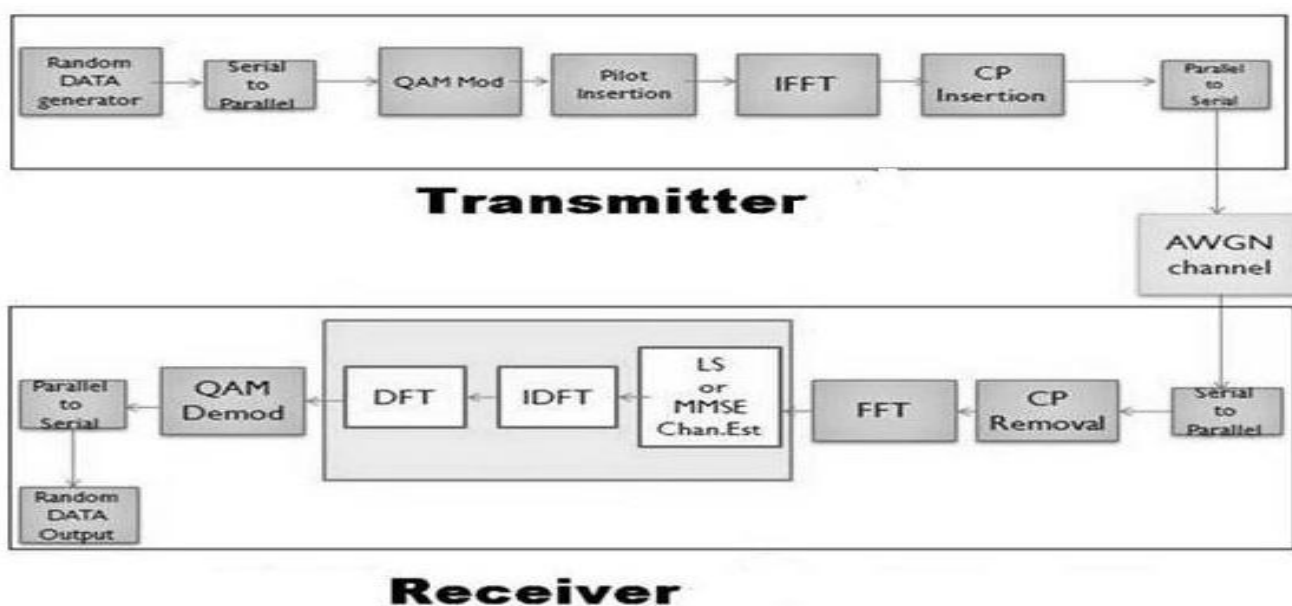 Random
DATA
generator
Serial
to
Parallel
QAM Mod
Pilot
Insertion
IFFT
CP
Insertion
Parallel
to
Serial
Transmitter
AWGN
channel
Parallel
to
Serial
QAM
Demod
DFT
IDFT
LS
or
MMSE
Chan.Est
FFT
CP
Removal
Serial
to
Parallel
Random
DATA
Output
Receiver